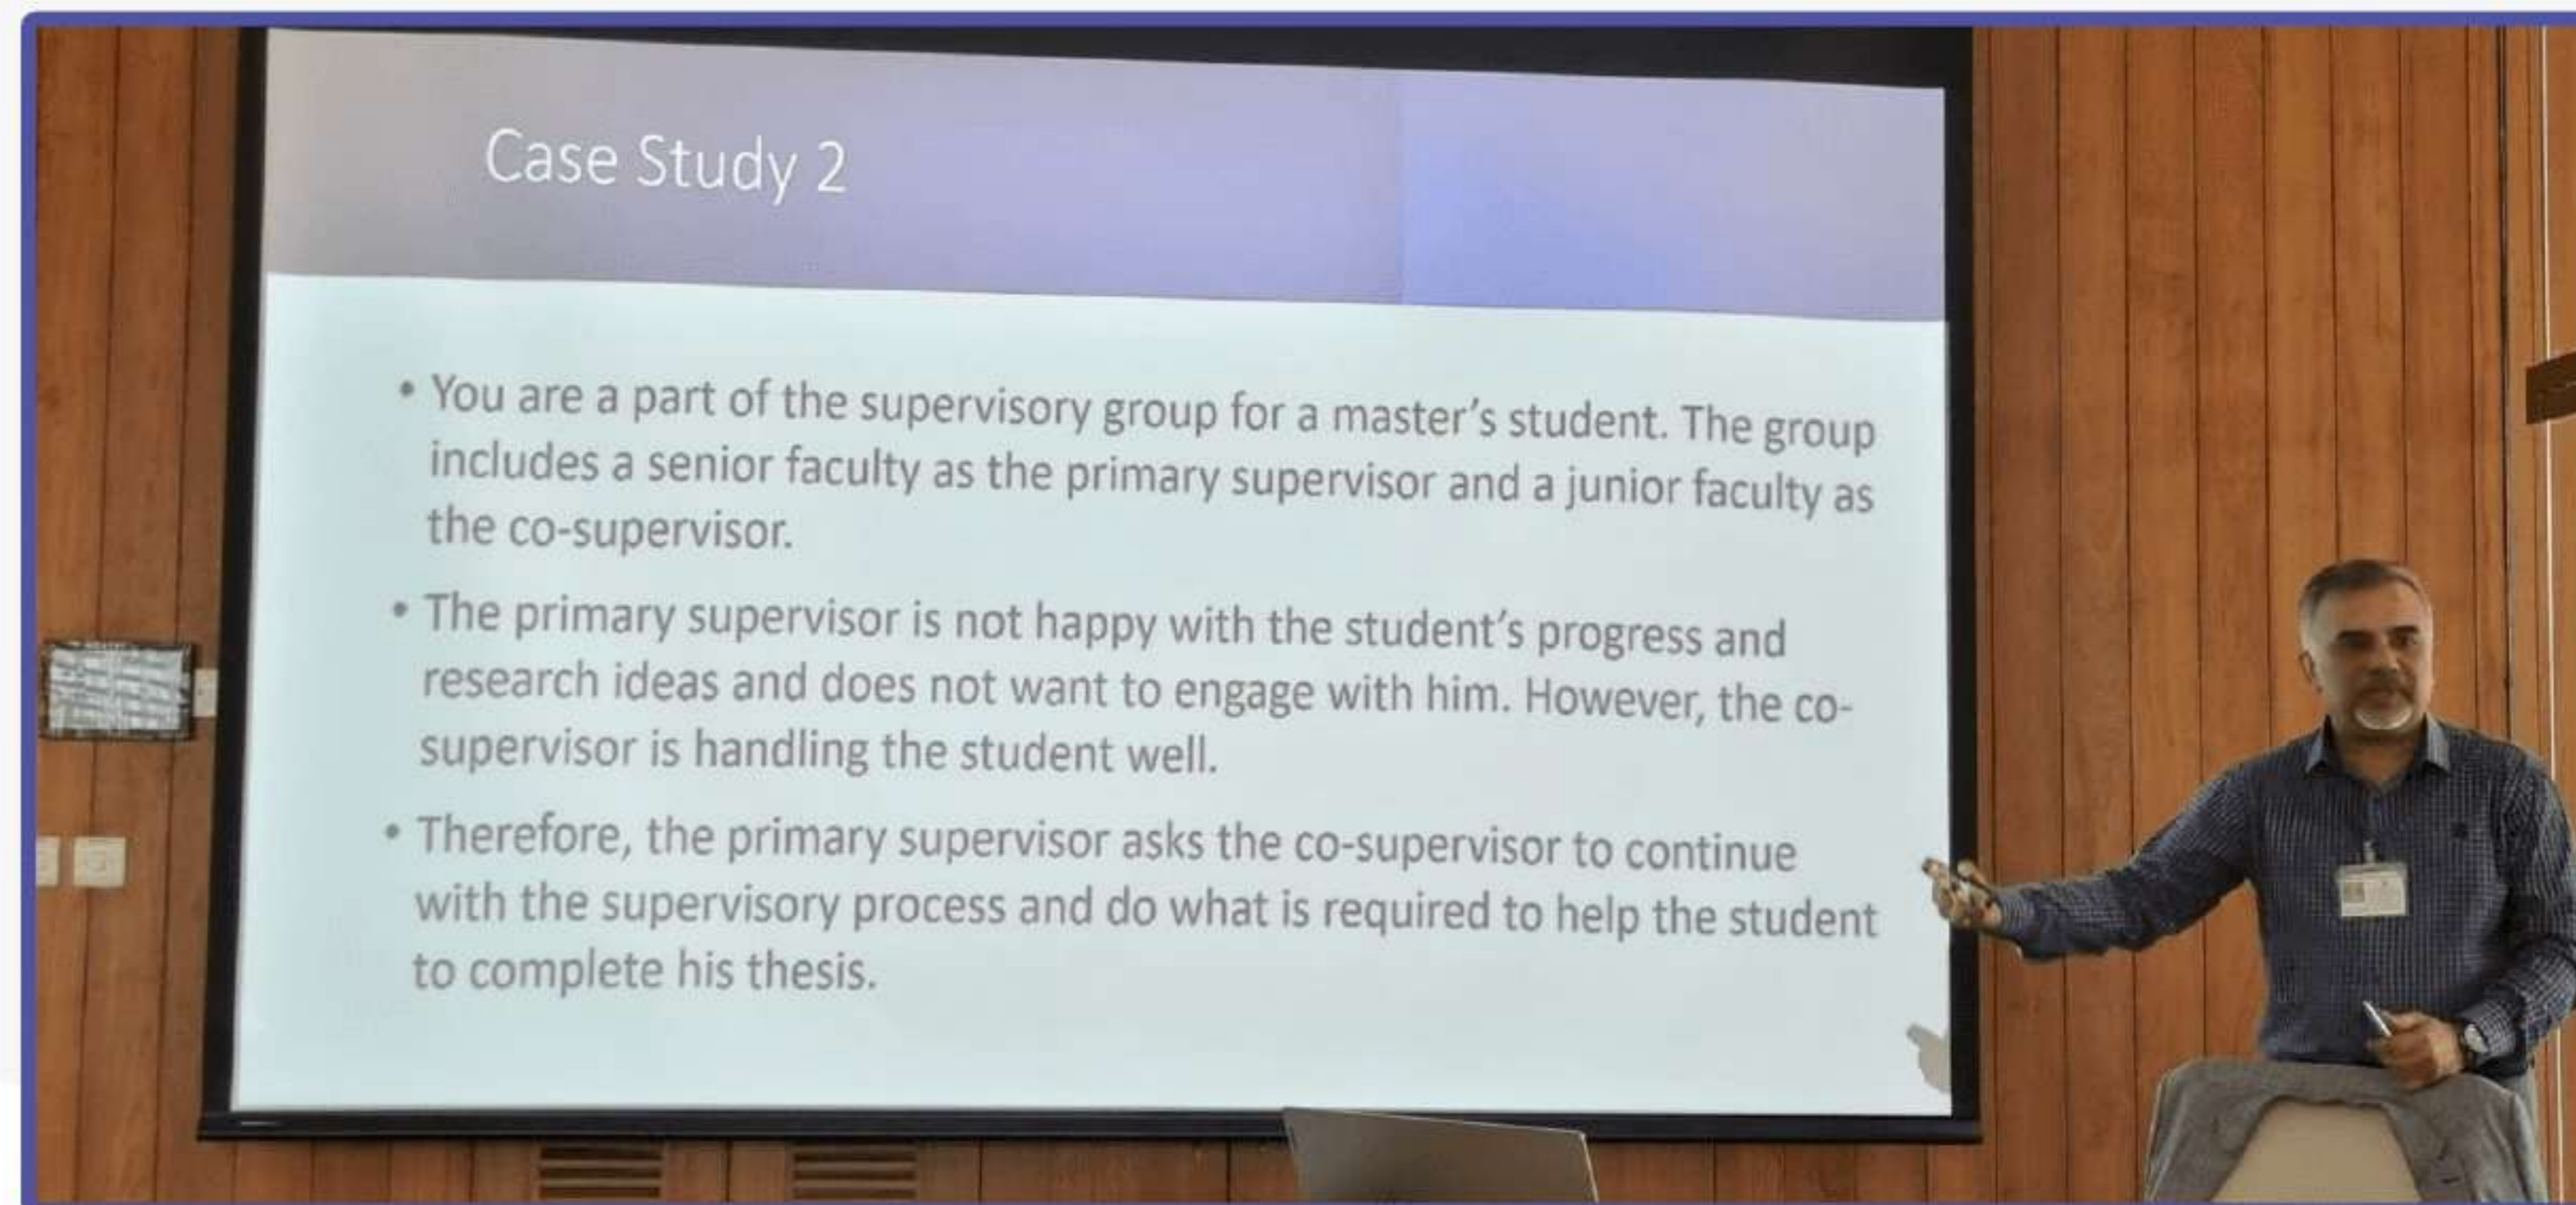 Case Study 2
• You are a part of the supervisory group for a master's student. The group
includes a senior faculty as the primary supervisor and a junior faculty as
the co-supervisor.
• The primary supervisor is not happy with the student's progress and
research ideas and does not want to engage with him. However, the co-
supervisor is handling the student well.
• Therefore, the primary supervisor asks the co-supervisor to continue
with the supervisory process and do what is required to help the student
to complete his thesis.